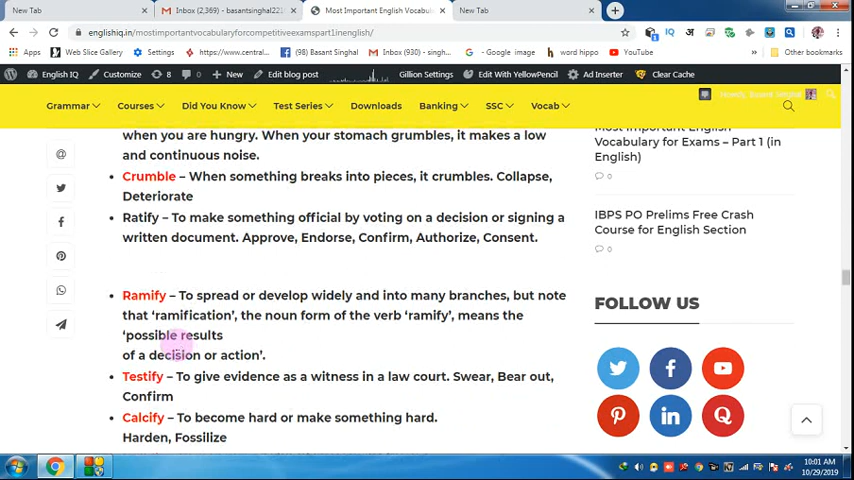 New Tab
Inbox (2,369) - basantsinghal221
Most Important English Vocabul
New Tab
englishiq.in/mostimportantvocabularyforcompetitiveexamspart1inenglish/
Apps
Web Slice Gallery
Settings
https://www.central...
(98) Basant Singhal
Inbox (930) - singh...
Google image
word hippo
YouTube
English IQ
Customize
8
0
New
Edit blog post
Gillion Settings
Edit With YellowPencil
Ad Inserter
Clear Cache
Grammar
Courses
Did You Know
Test Series
Downloads
Banking
SSC
Vocab
when you are hungry. When your stomach grumbles, it makes a low
and continuous noise.
Crumble – When something breaks into pieces, it crumbles. Collapse,
Deteriorate
Ratify – To make something official by voting on a decision or signing a
written document. Approve, Endorse, Confirm, Authorize, Consent.
Ramify – To spread or develop widely and into many branches, but note
that ‘ramification’, the noun form of the verb ‘ramify’, means the
‘possible results
of a decision or action’.
Testify – To give evidence as a witness in a law court. Swear, Bear out,
Confirm
Calcify – To become hard or make something hard.
Harden, Fossilize
Most Important English
Vocabulary for Exams – Part 1 (in
English)
0
IBPS PO Prelims Free Crash
Course for English Section
0
FOLLOW US
10:01 AM
10/29/2019